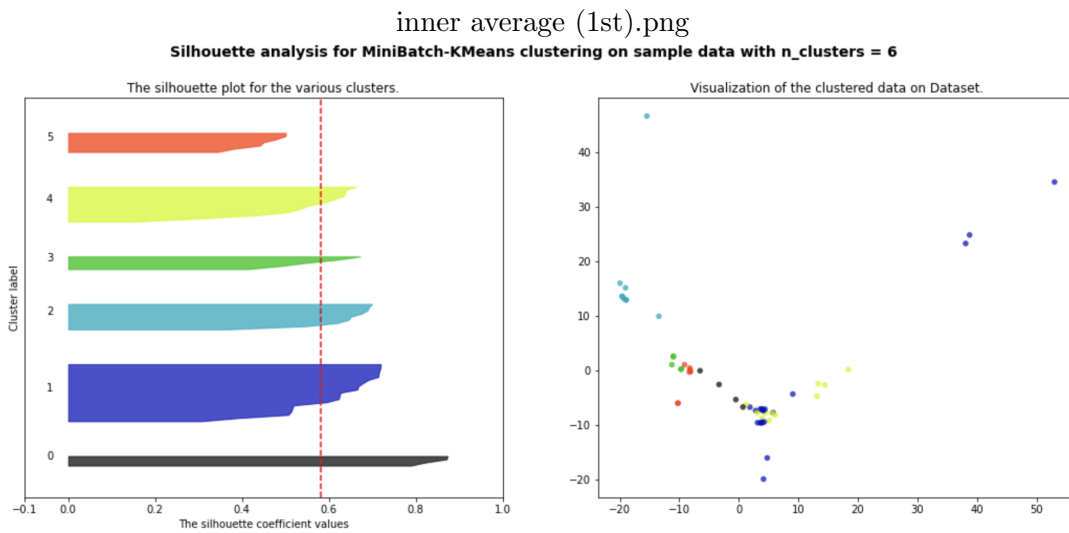 inner average (1st).png
Silhouette analysis for MiniBatch-KMeans clustering on sample data with n_clusters = 6
The silhouette plot for the various clusters.
5
4
3
2
1
0
Cluster label
−0.1 0.0 0.2 0.4 0.6 0.8 1.0
The silhouette coefficient values
Visualization of the clustered data on Dataset.
40
30
20
10
0
−10
−20
−20 −10 0 10 20 30 40 50